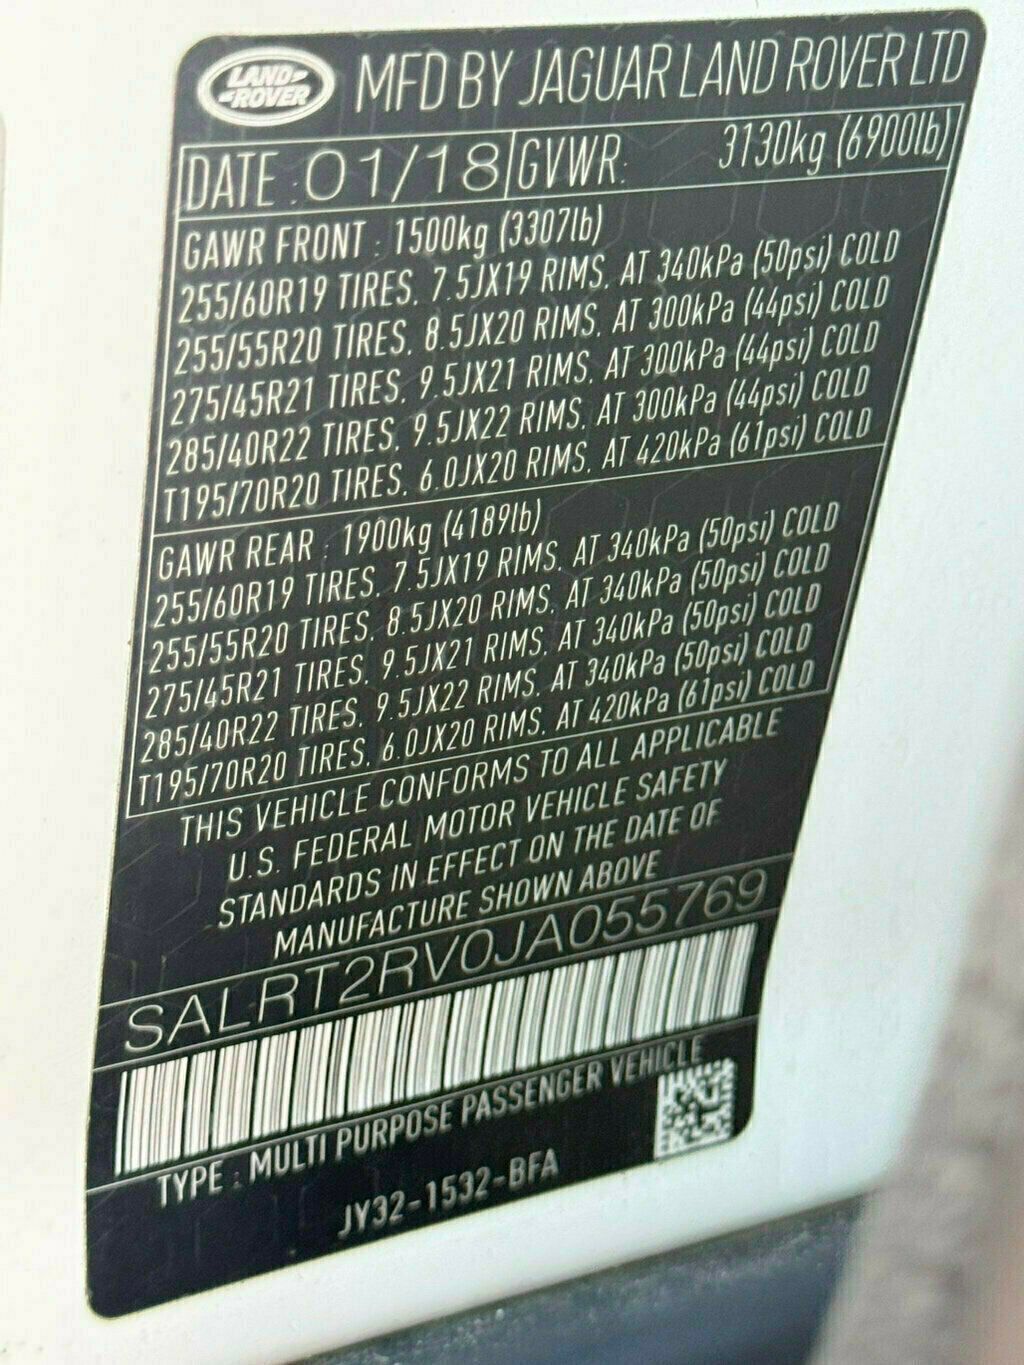 LAND-
-ROVER
MFD BY JAGUAR LAND ROVER LTD
DATE : 01/18 GVWR: 3130kg (6900lb)
GAWR FRONT : 1500kg (3307lb)
255/60R19 TIRES, 7.5JX19 RIMS, AT 340kPa (50psi) COLD
255/55R20 TIRES, 8.5JX20 RIMS, AT 300kPa (44psi) COLD
275/45R21 TIRES, 9.5JX21 RIMS, AT 300kPa (44psi) COLD
285/40R22 TIRES, 9.5JX22 RIMS, AT 300kPa (44psi) COLD
T195/70R20 TIRES, 6.0JX20 RIMS, AT 420kPa (61psi) COLD
GAWR REAR : 1900kg (4189lb)
255/60R19 TIRES, 7.5JX19 RIMS, AT 340kPa (50psi) COLD
255/55R20 TIRES, 8.5JX20 RIMS, AT 340kPa (50psi) COLD
275/45R21 TIRES, 9.5JX21 RIMS, AT 340kPa (50psi) COLD
285/40R22 TIRES, 9.5JX22 RIMS, AT 340kPa (50psi) COLD
T195/70R20 TIRES, 6.0JX20 RIMS, AT 420kPa (61psi) COLD
THIS VEHICLE CONFORMS TO ALL APPLICABLE
U.S. FEDERAL MOTOR VEHICLE SAFETY
STANDARDS IN EFFECT ON THE DATE OF
MANUFACTURE SHOWN ABOVE
SALRT2RV0JA055769
TYPE : MULTI PURPOSE PASSENGER VEHICLE
JY32-1532-BFA